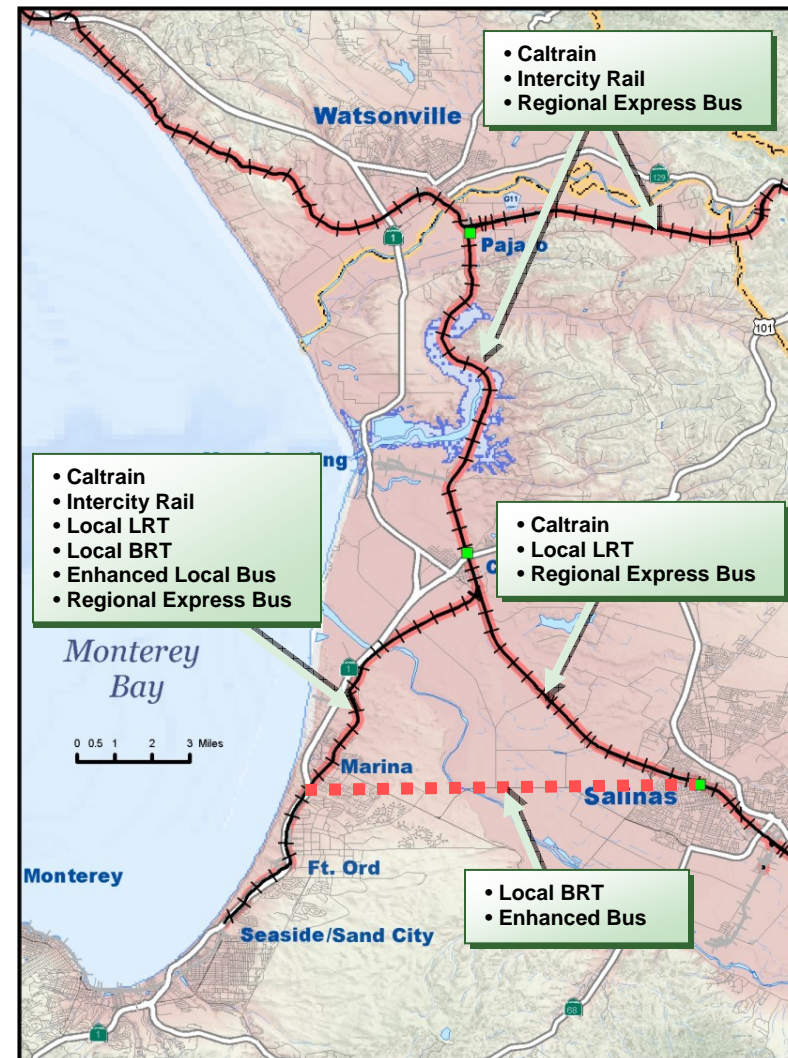 • Caltrain
• Intercity Rail
• Regional Express Bus
Watsonville
129
G11
1
Pajaro
101
• Caltrain
• Intercity Rail
• Local LRT
• Local BRT
• Enhanced Local Bus
• Regional Express Bus
• Caltrain
• Local LRT
• Regional Express Bus
Monterey
Bay
1
0 0.5 1 2 3 Miles
Marina
Salinas
Ft. Ord
• Local BRT
• Enhanced Bus
Monterey
Seaside/Sand City
68
1